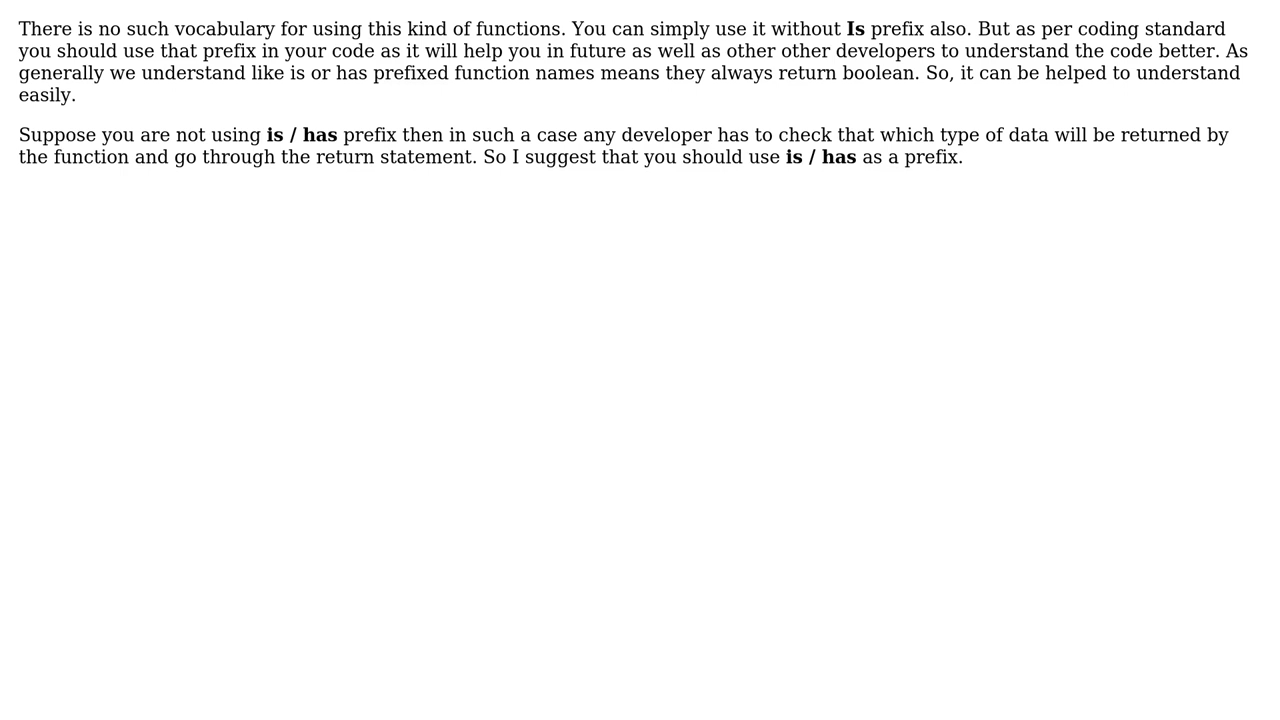 There is no such vocabulary for using this kind of functions. You can simply use it without Is prefix also. But as per coding standard
you should use that prefix in your code as it will help you in future as well as other other developers to understand the code better. As
generally we understand like is or has prefixed function names means they always return boolean. So, it can be helped to understand
easily.
Suppose you are not using is / has prefix then in such a case any developer has to check that which type of data will be returned by
the function and go through the return statement. So I suggest that you should use is / has as a prefix.